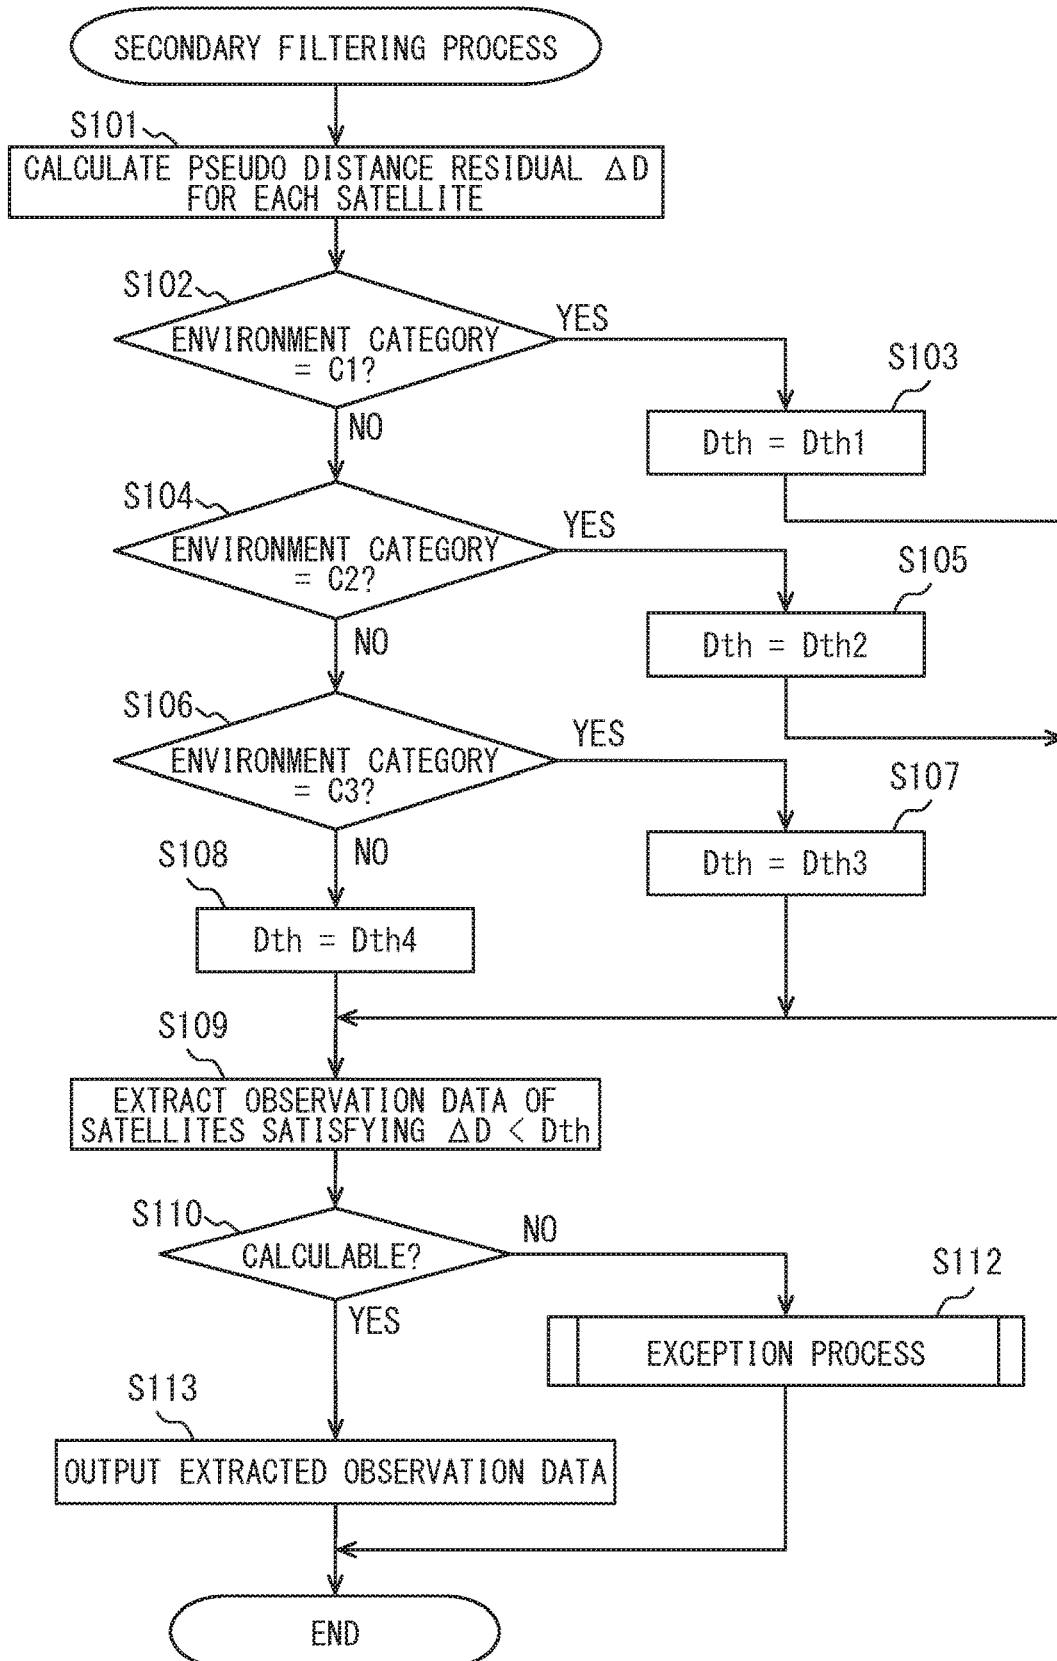 SECONDARY FILTERING PROCESS
S101
CALCULATE PSEUDO DISTANCE RESIDUAL ΔD
FOR EACH SATELLITE
S102
ENVIRONMENT CATEGORY
= C1?
YES
NO
S103
Dth = Dth1
S104
ENVIRONMENT CATEGORY
= C2?
YES
NO
S105
Dth = Dth2
S106
ENVIRONMENT CATEGORY
= C3?
YES
NO
S107
Dth = Dth3
S108
Dth = Dth4
S109
EXTRACT OBSERVATION DATA OF
SATELLITES SATISFYING ΔD < Dth
S110
CALCULABLE?
NO
YES
S112
EXCEPTION PROCESS
S113
OUTPUT EXTRACTED OBSERVATION DATA
END